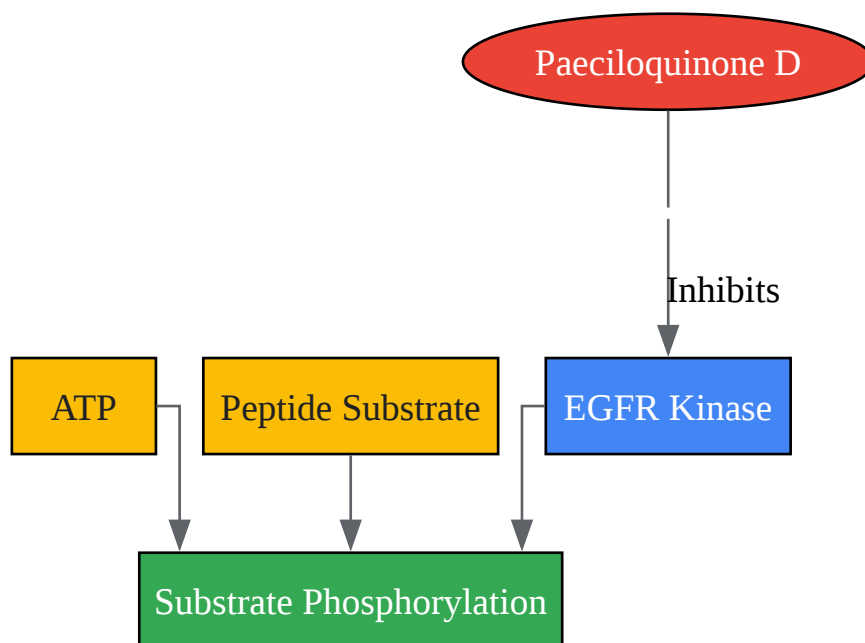 Paeciloquinone D
Inhibits
ATP
Peptide Substrate
EGFR Kinase
Substrate Phosphorylation